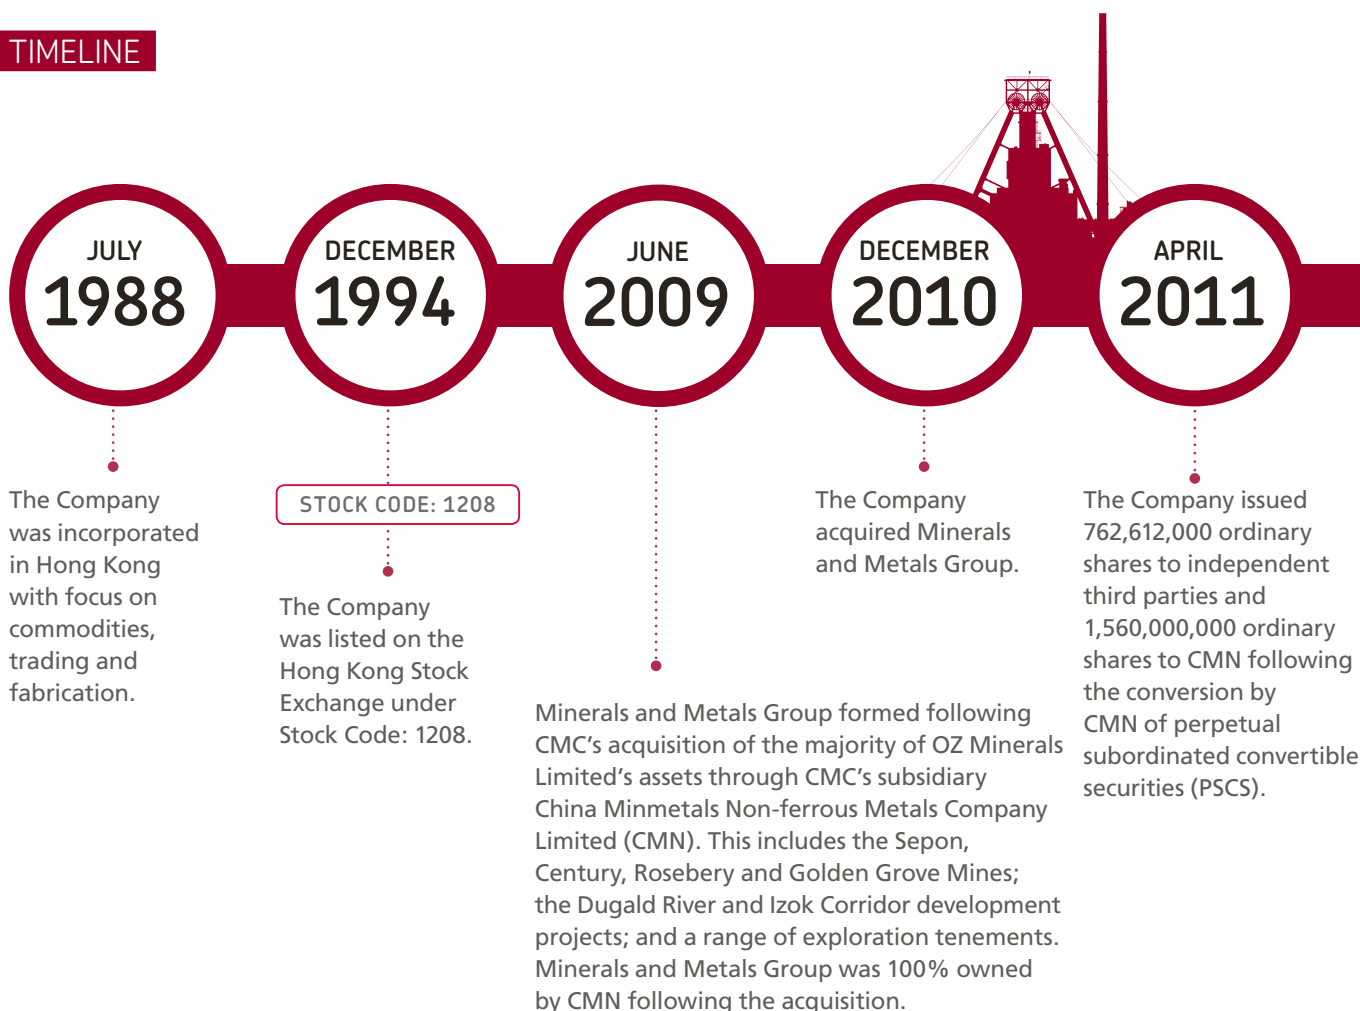 TIMELINE
JULY
1988
DECEMBER
1994
JUNE
2009
DECEMBER
2010
APRIL
2011
The Company
was incorporated
in Hong Kong
with focus on
commodities,
trading and
fabrication.
STOCK CODE: 1208
The Company
was listed on the
Hong Kong Stock
Exchange under
Stock Code: 1208.
Minerals and Metals Group formed following
CMC's acquisition of the majority of OZ Minerals
Limited's assets through CMC's subsidiary
China Minmetals Non-ferrous Metals Company
Limited (CMN). This includes the Sepon,
Century, Rosebery and Golden Grove Mines;
the Dugald River and Izok Corridor development
projects; and a range of exploration tenements.
Minerals and Metals Group was 100% owned
by CMN following the acquisition.
The Company
acquired Minerals
and Metals Group.
The Company issued
762,612,000 ordinary
shares to independent
third parties and
1,560,000,000 ordinary
shares to CMN following
the conversion by
CMN of perpetual
subordinated convertible
securities (PSCS).